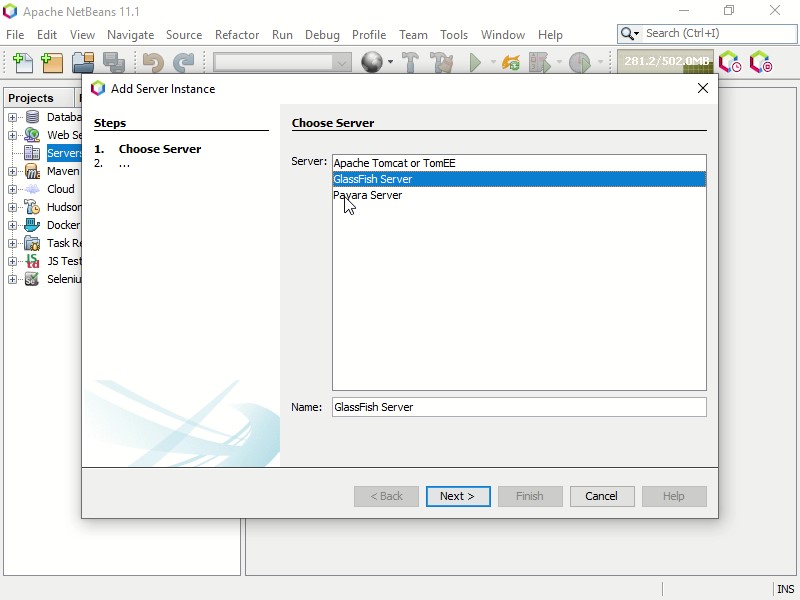 Apache NetBeans 11.1
File Edit View Navigate Source Refactor Run Debug Profile Team Tools Window Help
Search (Ctrl+I)
281.2/502.0MB
Projects
Databa
Web Se
Servers
Maven
Cloud
Hudson
Docker
Task Re
JS Test
Seleniu
Add Server Instance
Steps
1. Choose Server
2. ...
Choose Server
Server:
Apache Tomcat or TomEE
GlassFish Server
Payara Server
Name: GlassFish Server
< Back Next > Finish Cancel Help
INS